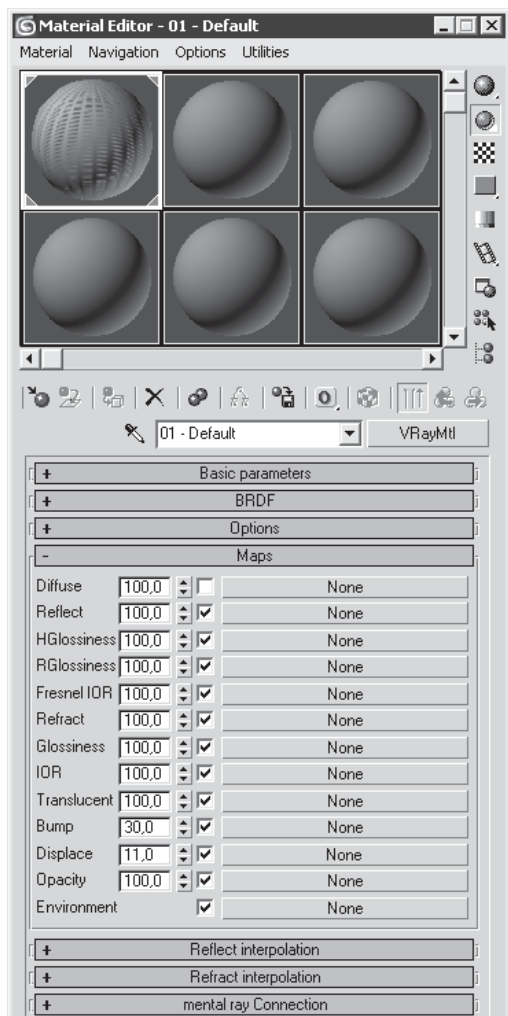 Material Editor - 01 - Default
Material Navigation Options Utilities
01 - Default VRayMtl
+ Basic parameters
+ BRDF
+ Options
- Maps
Diffuse 100,0 None
Reflect 100,0 None
HGlossiness 100,0 None
RGlossiness 100,0 None
Fresnel IOR 100,0 None
Refract 100,0 None
Glossiness 100,0 None
IOR 100,0 None
Translucent 100,0 None
Bump 30,0 None
Displace 11,0 None
Opacity 100,0 None
Environment None
+ Reflect interpolation
+ Refract interpolation
+ mental ray Connection